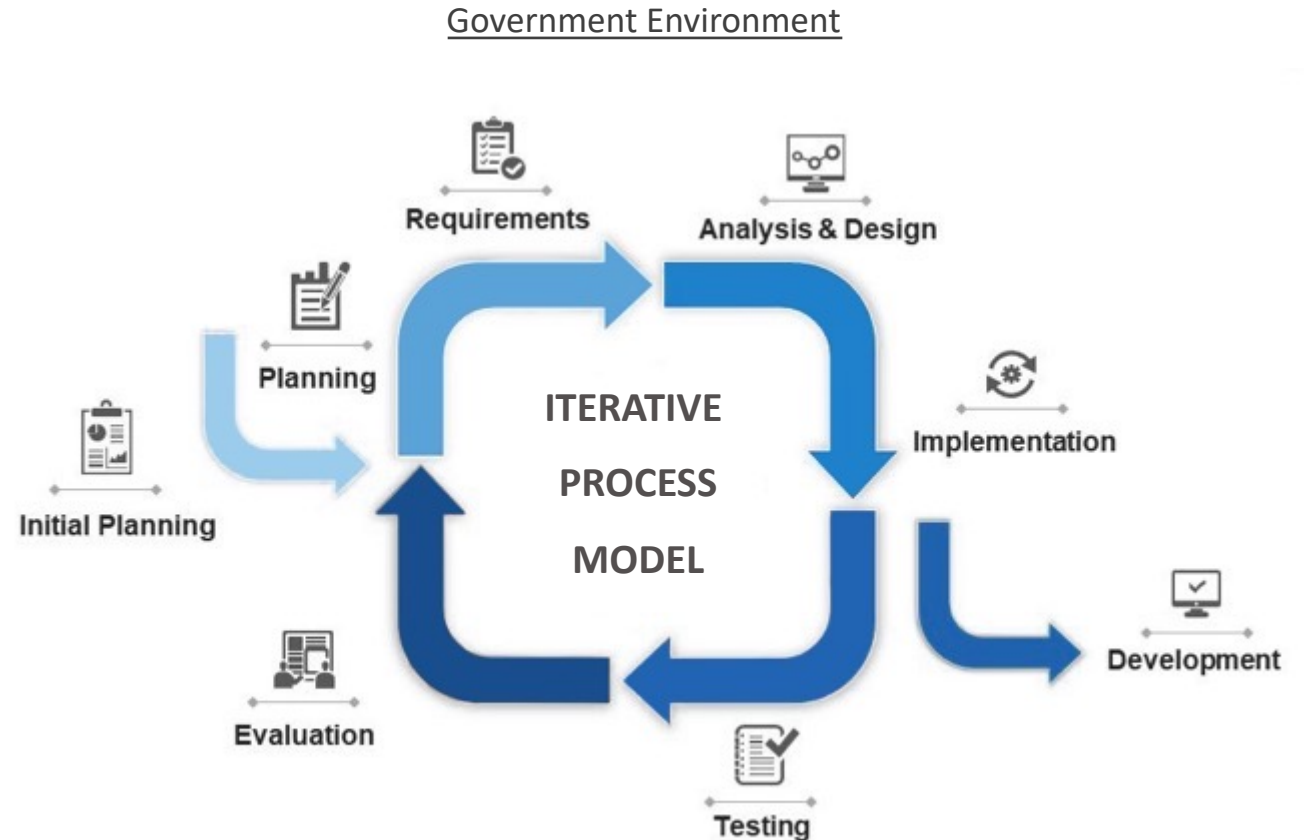 Government Environment
Requirements
Analysis & Design
Planning
ITERATIVE
PROCESS
MODEL
Implementation
Initial Planning
Development
Evaluation
Testing